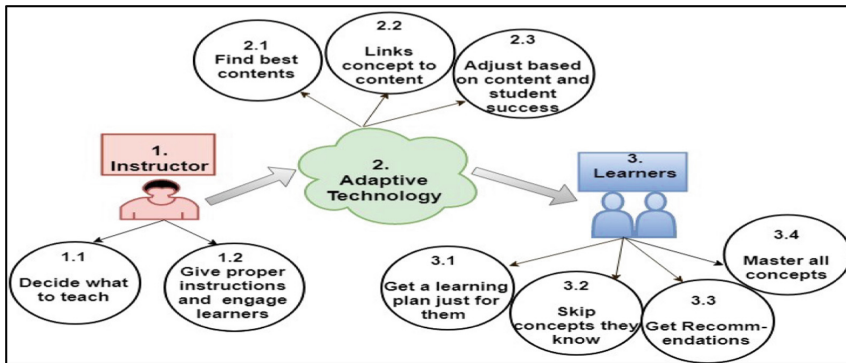 2.1
Find best
contents
2.2
Links
concept to
content
2.3
Adjust based
on content and
student
success
1.
Instructor
2.
Adaptive
Technology
3.
Learners
1.1
Decide what
to teach
1.2
Give proper
instructions
and engage
learners
3.1
Get a learning
plan just for
them
3.2
Skip
concepts they
know
3.3
Get Recomm-
endations
3.4
Master all
concepts